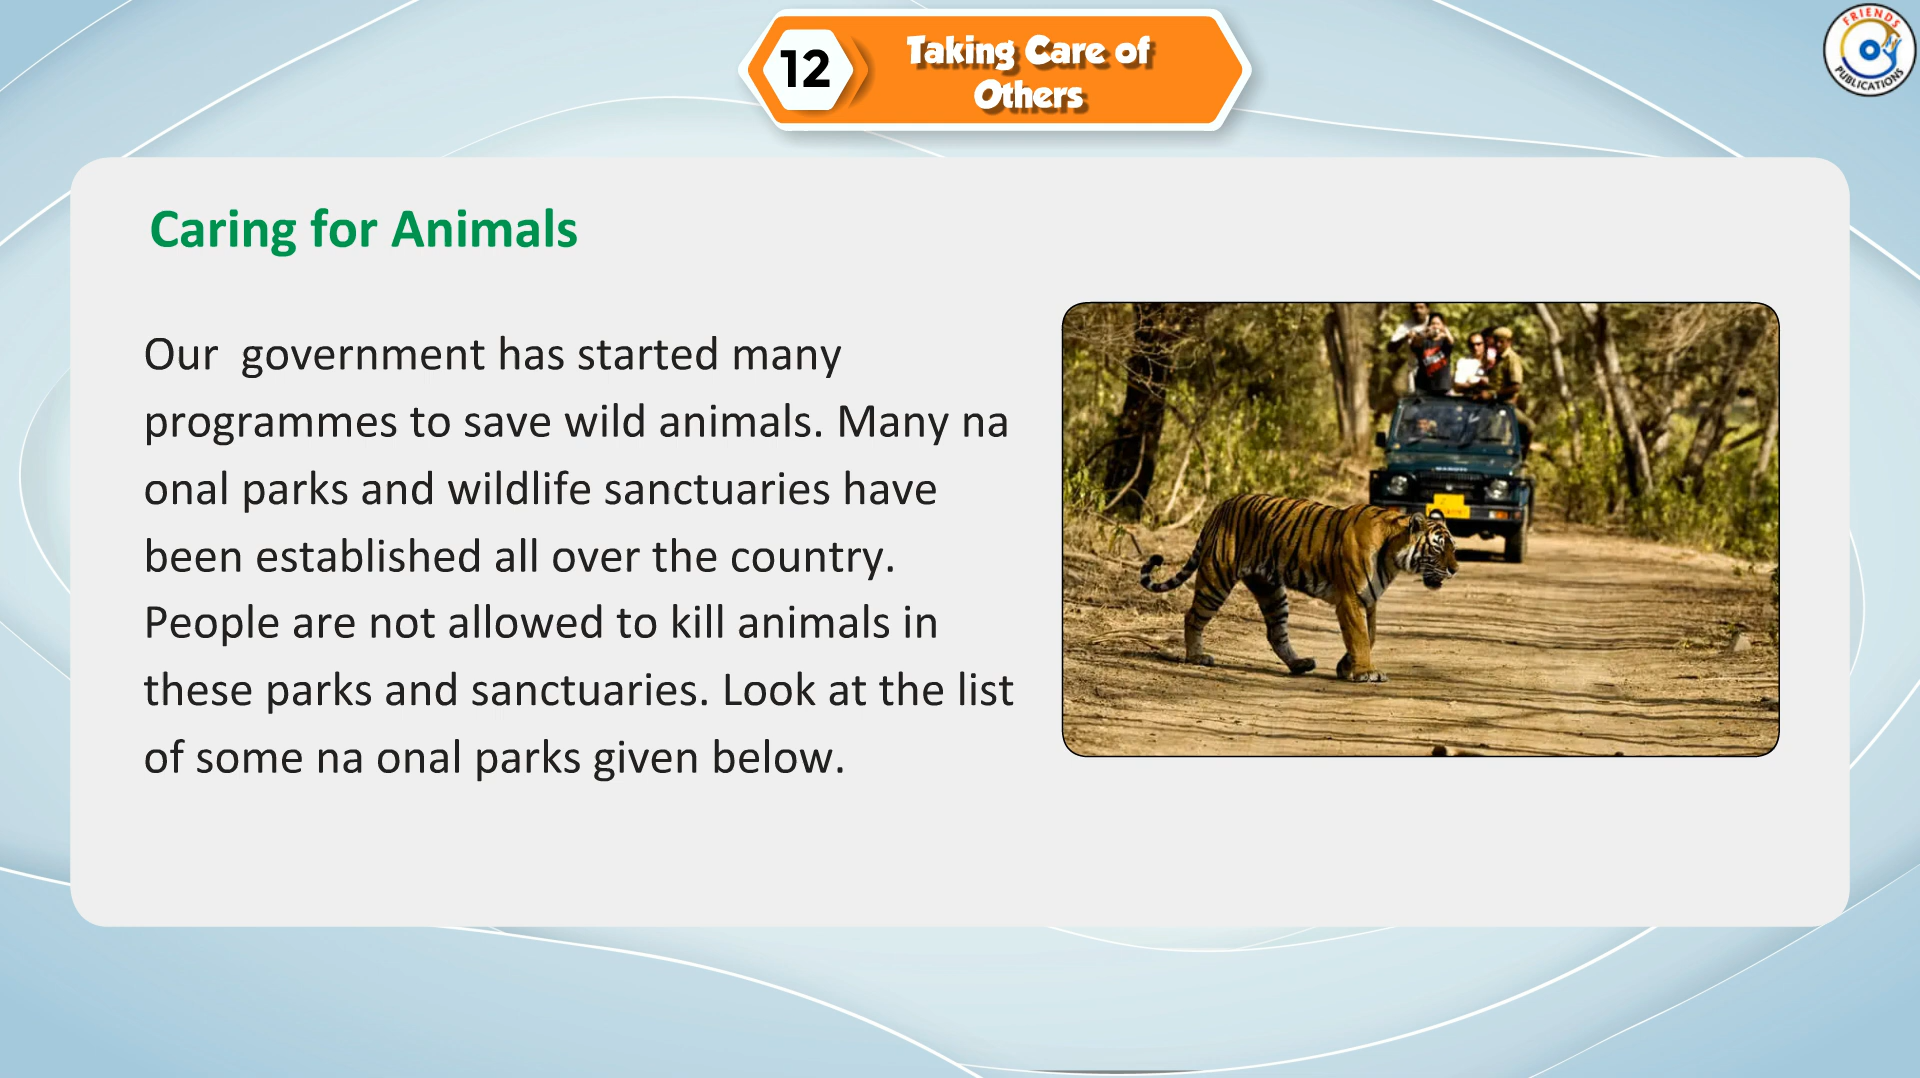 12
Taking Care of
Others
FRIENDS
PUBLICATIONS
Caring for Animals
Our  government has started many
programmes to save wild animals. Many na
onal parks and wildlife sanctuaries have
been established all over the country.
People are not allowed to kill animals in
these parks and sanctuaries. Look at the list
of some na onal parks given below.